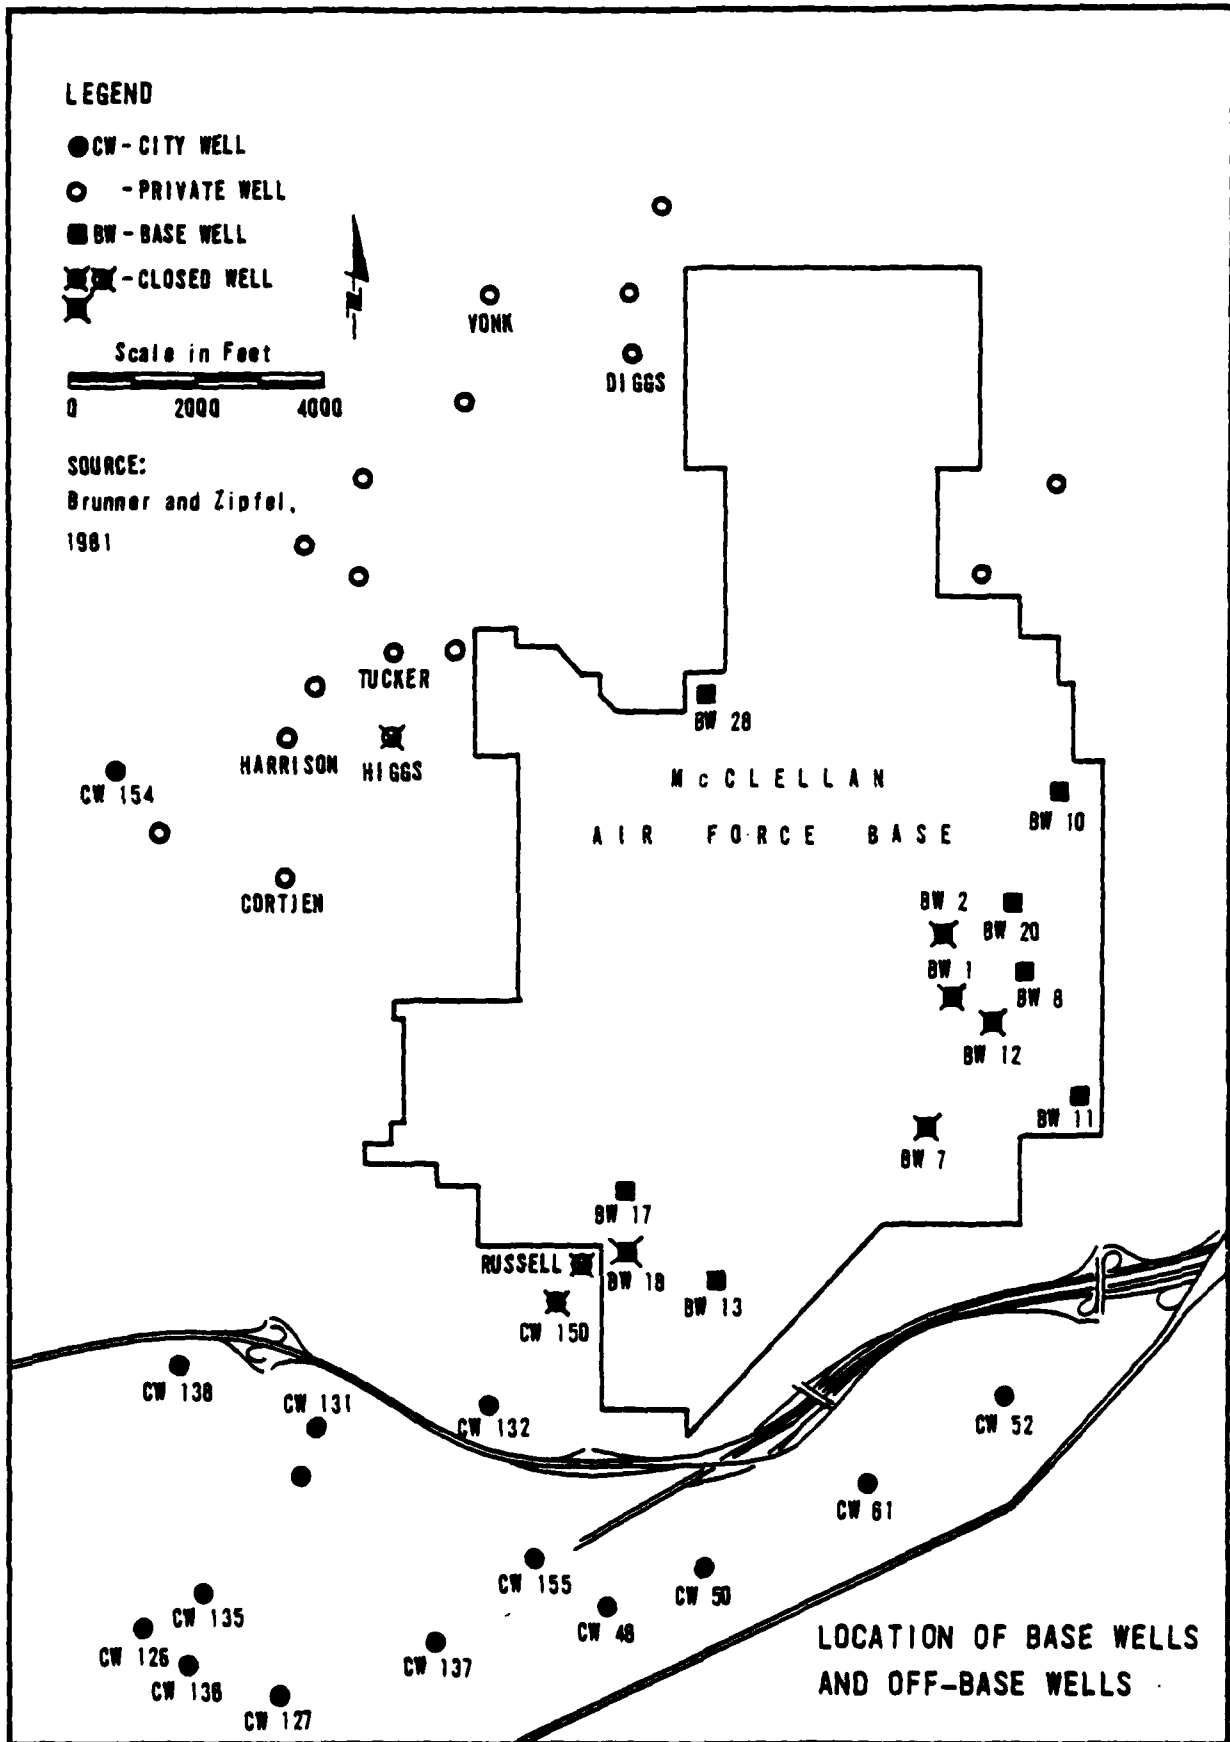 LEGEND
CW - CITY WELL
- PRIVATE WELL
BW - BASE WELL
- CLOSED WELL
N
Scale in Feet
0 2000 4000
SOURCE:
Brunner and Zipfel,
1981
VONK
DIGGS
TUCKER
HARRISON
HIGGS
CW 154
CORTJEN
BW 28
McCLELLAN
AIR FORCE BASE
BW 10
BW 2
BW 20
BW 1
BW 8
BW 12
BW 11
BW 7
BW 17
RUSSELL
BW 18
BW 13
CW 150
CW 138
CW 131
CW 132
CW 52
CW 61
CW 155
CW 50
CW 48
CW 135
CW 126
CW 136
CW 137
CW 127
LOCATION OF BASE WELLS
AND OFF-BASE WELLS